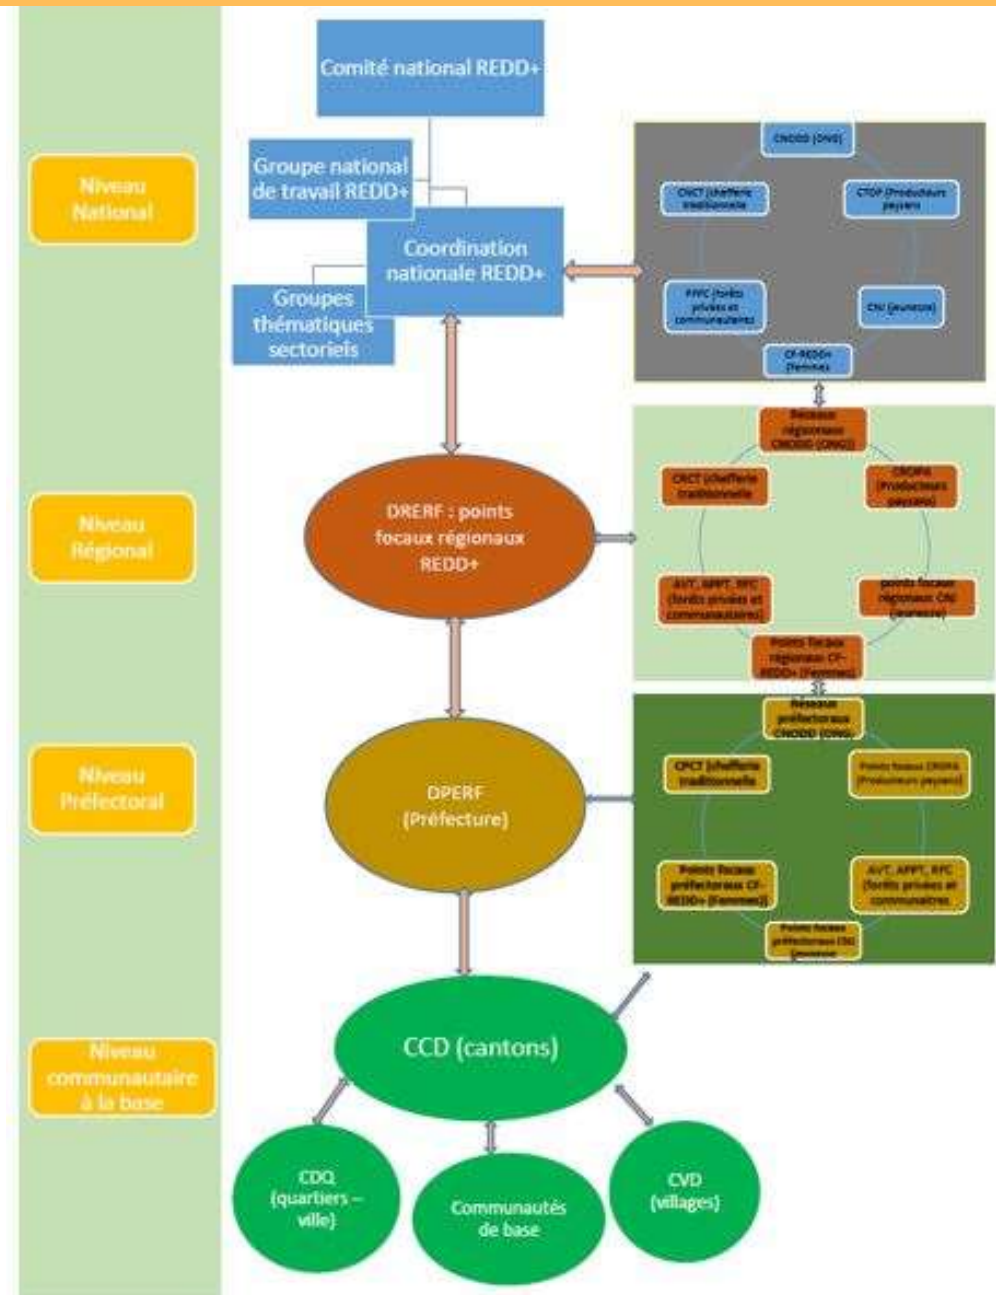 Comité national REDD+
Niveau
National
Groupe national
de travail REDD+
Coordination
nationale REDD+
Groupes
thématiques
sectoriels
CNODD (ONG)
CNCT (chefferie
traditionnelle
CTOP (Producteurs
paysans
(forêts
privées et
communautaires
CNJ (jeunesse)
CF-REDD+
(Femmes
Niveau
Régional
DRERF : points
focaux régionaux
REDD+
Réseaux
régionaux
CNODD (ONG))
CRCT (chefferie
traditionnelle
(Producteurs
paysans)
AVT, APPT, RFC
(forêts privées et
communautaires)
points focaux
régionaux CNJ
(jeunesse)
Points focaux
régionaux CF-
REDD+ (Femmes)
Niveau
Préfectoral
DPERF
(Préfecture)
Réseaux
préfectoraux
CNODD (ONG
CPCT (chefferie
traditionnelle
Points focaux
(Producteurs paysans)
Points focaux
préfectoraux CF-
REDD+ (Femmes)
AVT, APPT, RFC
(forêts privées et
Points focaux
préfectoraux CNJ
(jeunesse
Niveau
communautaire
à la base
CCD (cantons)
CDQ
(quartiers –
ville)
Communautés
de base
CVD
(villages)